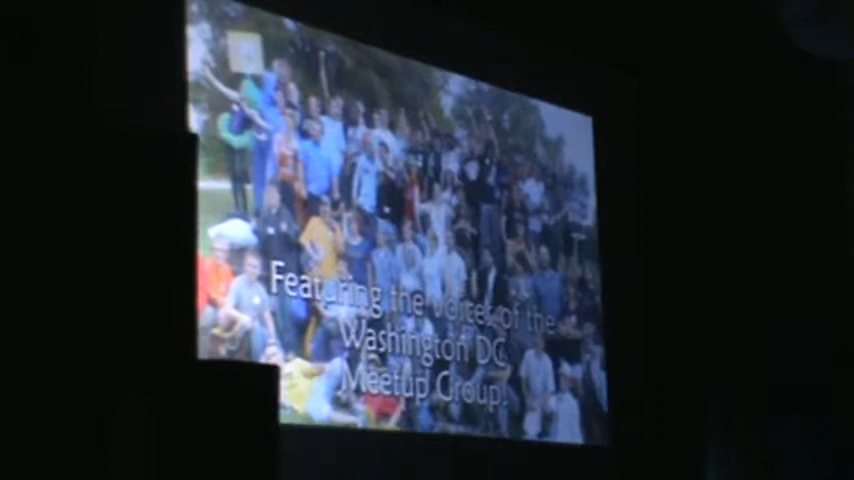 Featuring the voices of the
Washington DC
Meetup Group!